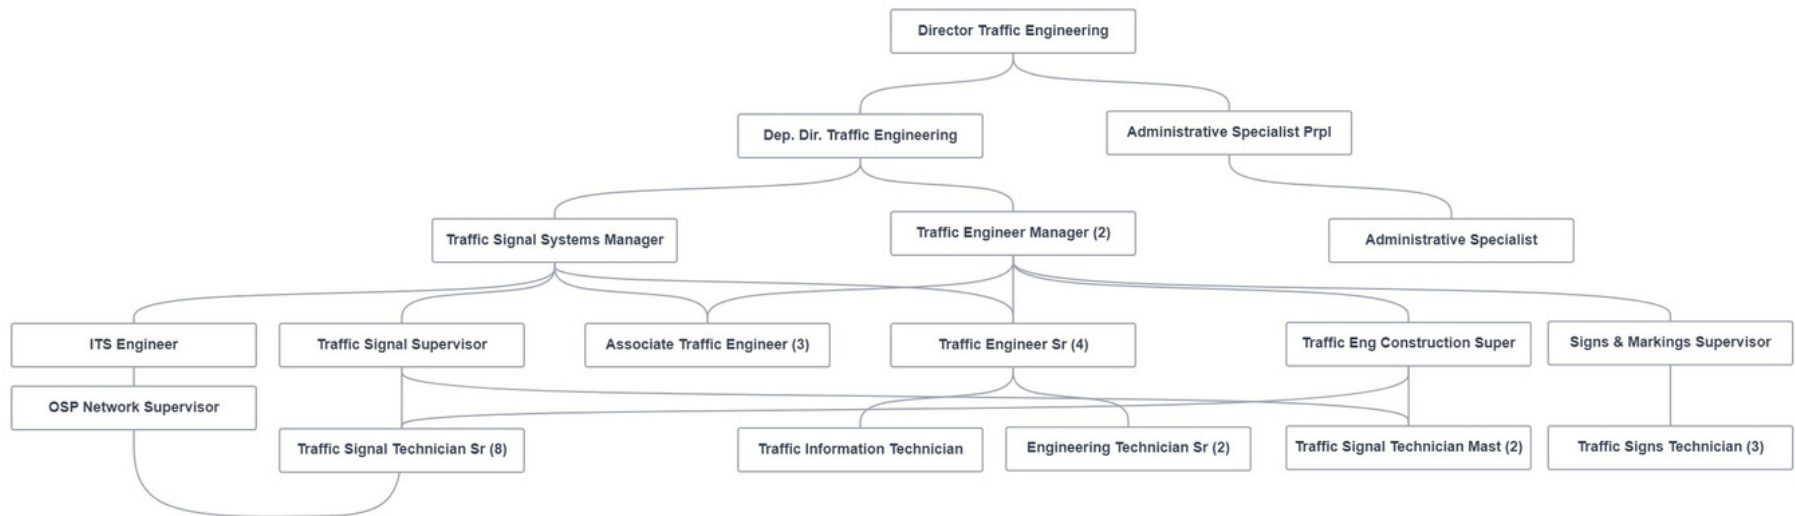 Director Traffic Engineering
Dep. Dir. Traffic Engineering
Administrative Specialist Prpl
Traffic Signal Systems Manager
Traffic Engineer Manager (2)
Administrative Specialist
ITS Engineer
Traffic Signal Supervisor
Associate Traffic Engineer (3)
Traffic Engineer Sr (4)
Traffic Eng Construction Super
Signs & Markings Supervisor
OSP Network Supervisor
Traffic Signal Technician Sr (8)
Traffic Information Technician
Engineering Technician Sr (2)
Traffic Signal Technician Mast (2)
Traffic Signs Technician (3)